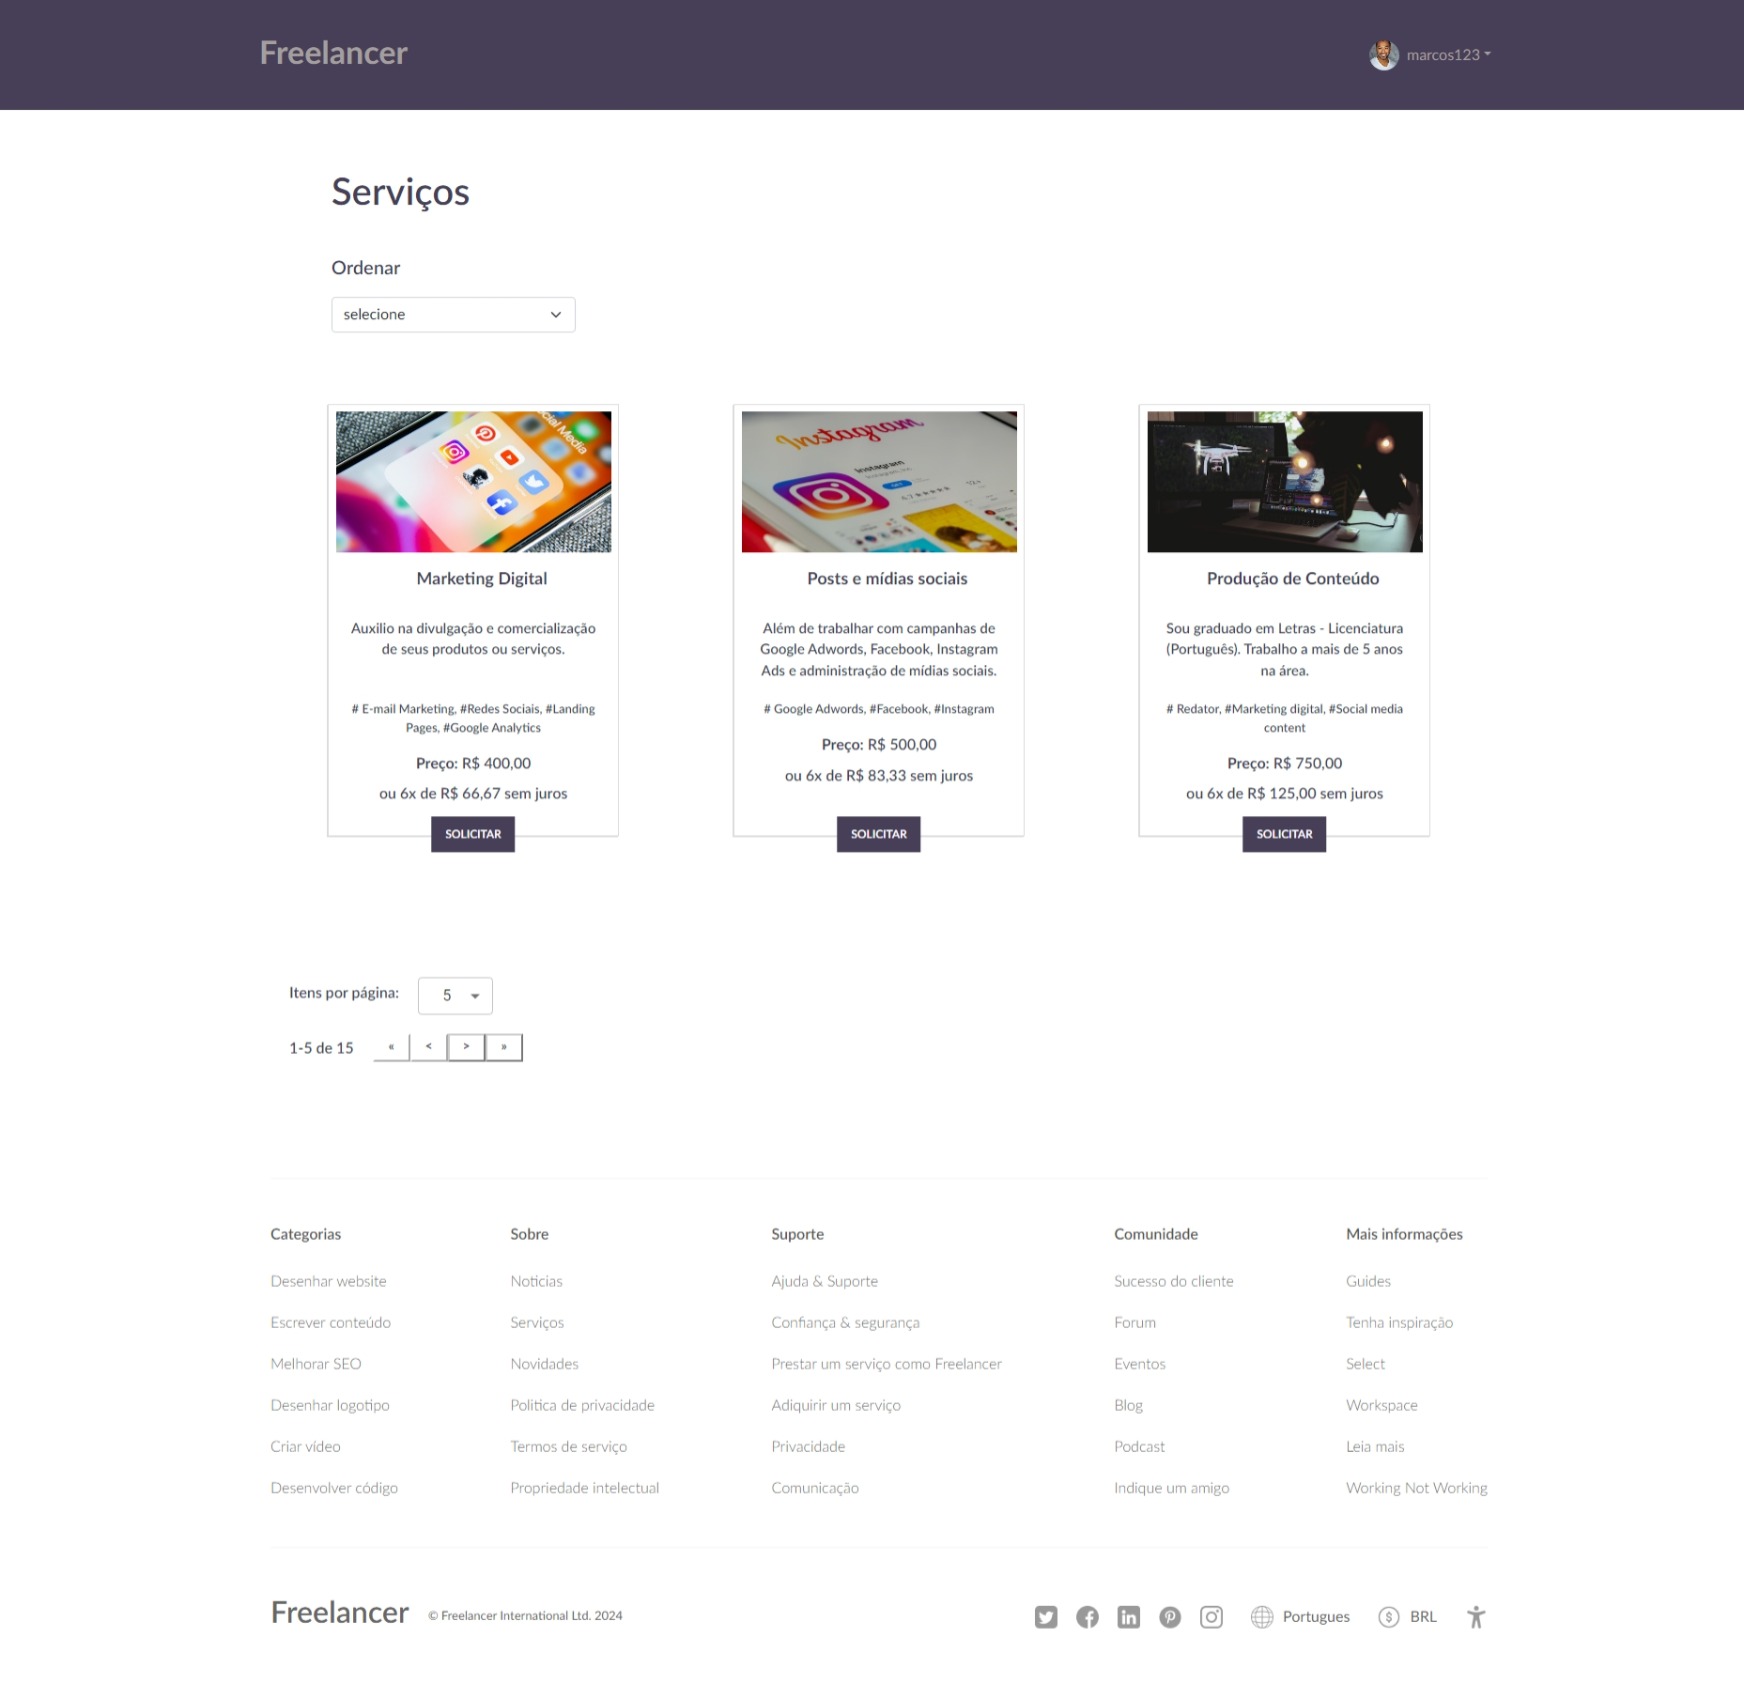 Freelancer
marcos123
Serviços
Ordenar
selecione
Social Media
Instagram
Instagram
Marketing Digital
Auxilio na divulgação e comercialização
de seus produtos ou serviços.
# E-mail Marketing, #Redes Sociais, #Landing
Pages, #Google Analytics
Preço: R$ 400,00
ou 6x de R$ 66,67 sem juros
SOLICITAR
Posts e mídias sociais
Além de trabalhar com campanhas de
Google Adwords, Facebook, Instagram
Ads e administração de mídias sociais.
# Google Adwords, #Facebook, #Instagram
Preço: R$ 500,00
ou 6x de R$ 83,33 sem juros
SOLICITAR
Produção de Conteúdo
Sou graduado em Letras - Licenciatura
(Português). Trabalho a mais de 5 anos
na área.
# Redator, #Marketing digital, #Social media
content
Preço: R$ 750,00
ou 6x de R$ 125,00 sem juros
SOLICITAR
Itens por página: 5
1-5 de 15 « < > »
Categorias
Desenhar website
Escrever conteúdo
Melhorar SEO
Desenhar logotipo
Criar vídeo
Desenvolver código
Sobre
Noticias
Serviços
Novidades
Politica de privacidade
Termos de serviço
Propriedade intelectual
Suporte
Ajuda & Suporte
Confiança & segurança
Prestar um serviço como Freelancer
Adiquirir um serviço
Privacidade
Comunicação
Comunidade
Sucesso do cliente
Forum
Eventos
Blog
Podcast
Indique um amigo
Mais informações
Guides
Tenha inspiração
Select
Workspace
Leia mais
Working Not Working
Freelancer © Freelancer International Ltd. 2024
Portugues
$ BRL